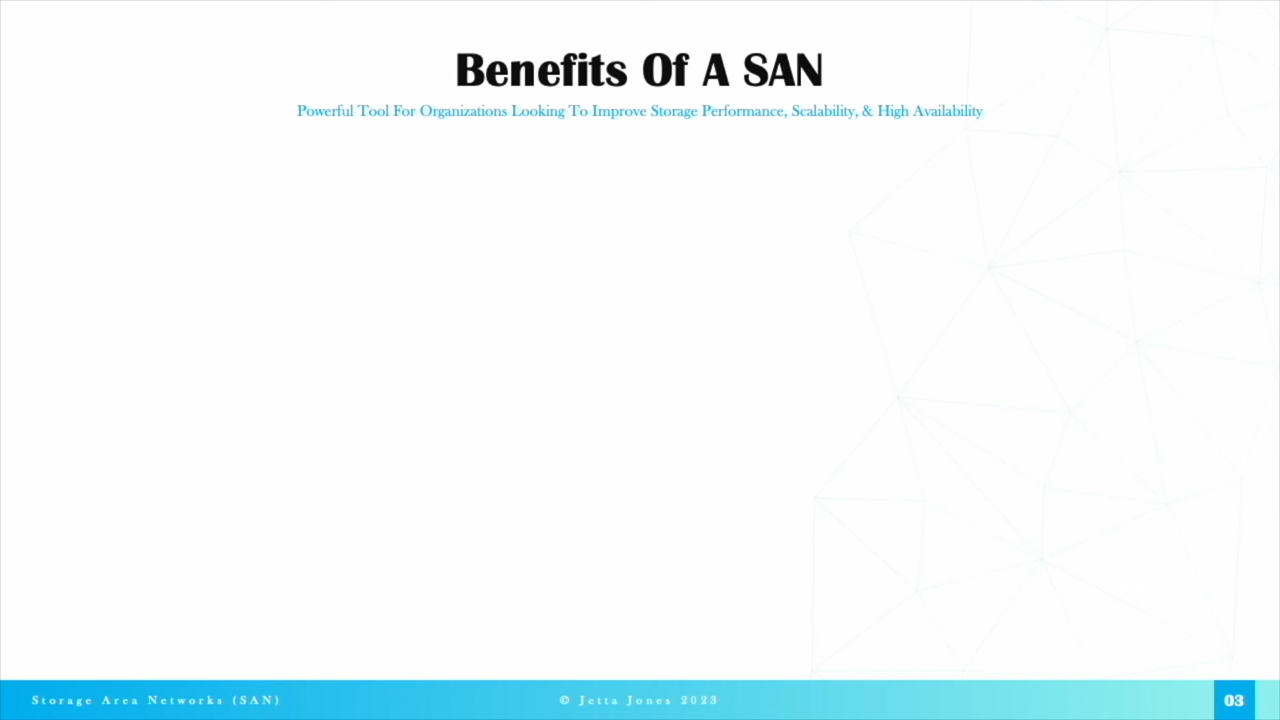 Benefits Of A SAN
Powerful Tool For Organizations Looking To Improve Storage Performance, Scalability, & High Availability
Storage Area Networks (SAN)
© Jetta Jones 2023
03